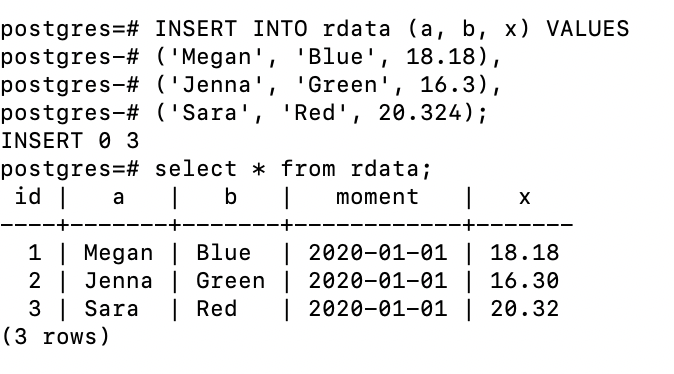 postgres=# INSERT INTO rdata (a, b, x) VALUES
postgres-# ('Megan', 'Blue', 18.18),
postgres-# ('Jenna', 'Green', 16.3),
postgres-# ('Sara', 'Red', 20.324);
INSERT 0 3
postgres=# select * from rdata;
 id |   a   |   b   |   moment   |   x
----+-------+-------+------------+-------
  1 | Megan | Blue  | 2020-01-01 | 18.18
  2 | Jenna | Green | 2020-01-01 | 16.30
  3 | Sara  | Red   | 2020-01-01 | 20.32
(3 rows)